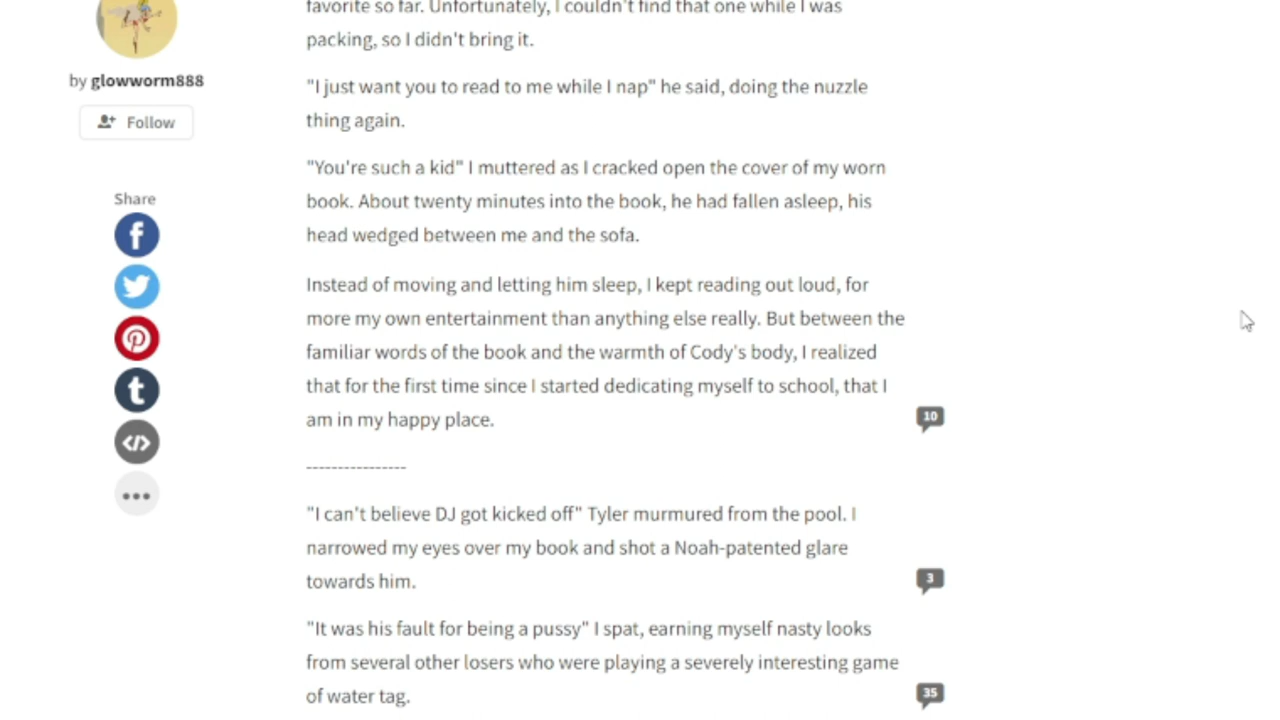 favorite so far. Unfortunately, I couldn't find that one while I was
packing, so I didn't bring it.
by glowworm888
"I just want you to read to me while I nap" he said, doing the nuzzle
thing again.
Follow
"You're such a kid" I muttered as I cracked open the cover of my worn
book. About twenty minutes into the book, he had fallen asleep, his
head wedged between me and the sofa.
Share
Instead of moving and letting him sleep, I kept reading out loud, for
more my own entertainment than anything else really. But between the
familiar words of the book and the warmth of Cody's body, I realized
that for the first time since I started dedicating myself to school, that I
am in my happy place.
10
----------------
"I can't believe DJ got kicked off" Tyler murmured from the pool. I
narrowed my eyes over my book and shot a Noah-patented glare
towards him.
3
"It was his fault for being a pussy" I spat, earning myself nasty looks
from several other losers who were playing a severely interesting game
of water tag.
35